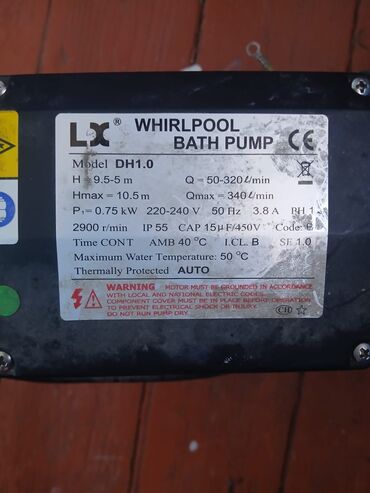 LX ® WHIRLPOOL
BATH PUMP CE
Model DH1.0
H = 9.5-5 m Q = 50-320ℓ/min
Hmax = 10.5 m Qmax = 340ℓ/min
P₁= 0.75 kW 220-240 V 50 Hz 3.8 A PH 1
2900 r/min IP 55 CAP 15µF/450V Code:
Time CONT AMB 40 °C I.CL. B SF 1.0
Maximum Water Temperature: 50 °C
Thermally Protected AUTO
WARNING MOTOR MUST BE GROUNDED IN ACCORDANCE
WITH LOCAL AND NATIONAL ELECTRIC CODES.
COMPONENT COVER MUST BE IN PLACE BEFORE OPERATION
TO PREVENT ELECTRICAL SHOCK OR INJURY.
DO NOT RUN PUMP DRY.